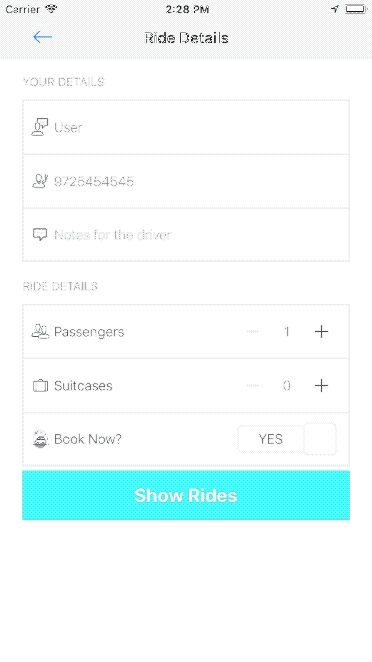 Carrier 2:28 PM
Ride Details
YOUR DETAILS
User
9725454545
Notes for the driver
RIDE DETAILS
Passengers 1
Suitcases 0
Book Now? YES
Show Rides